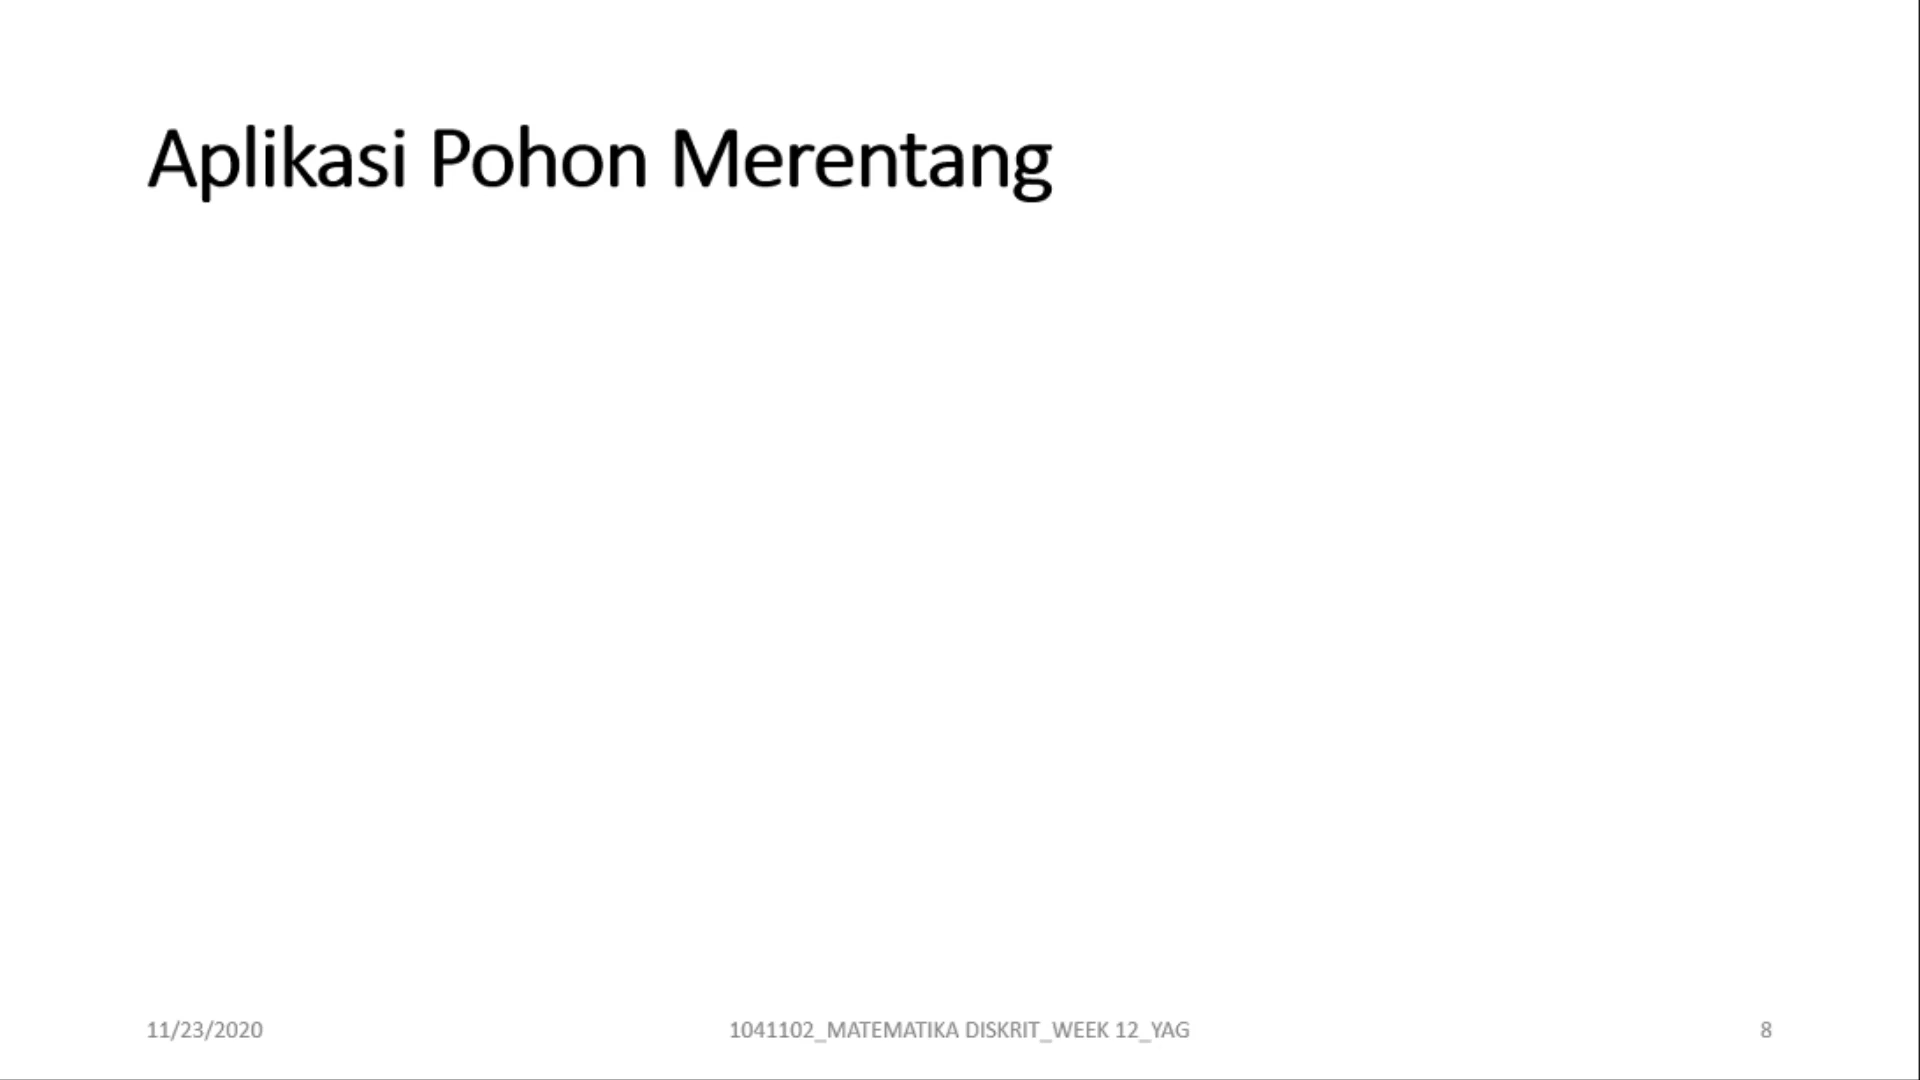 Aplikasi Pohon Merentang
11/23/2020
1041102_MATEMATIKA DISKRIT_WEEK 12_YAG
8